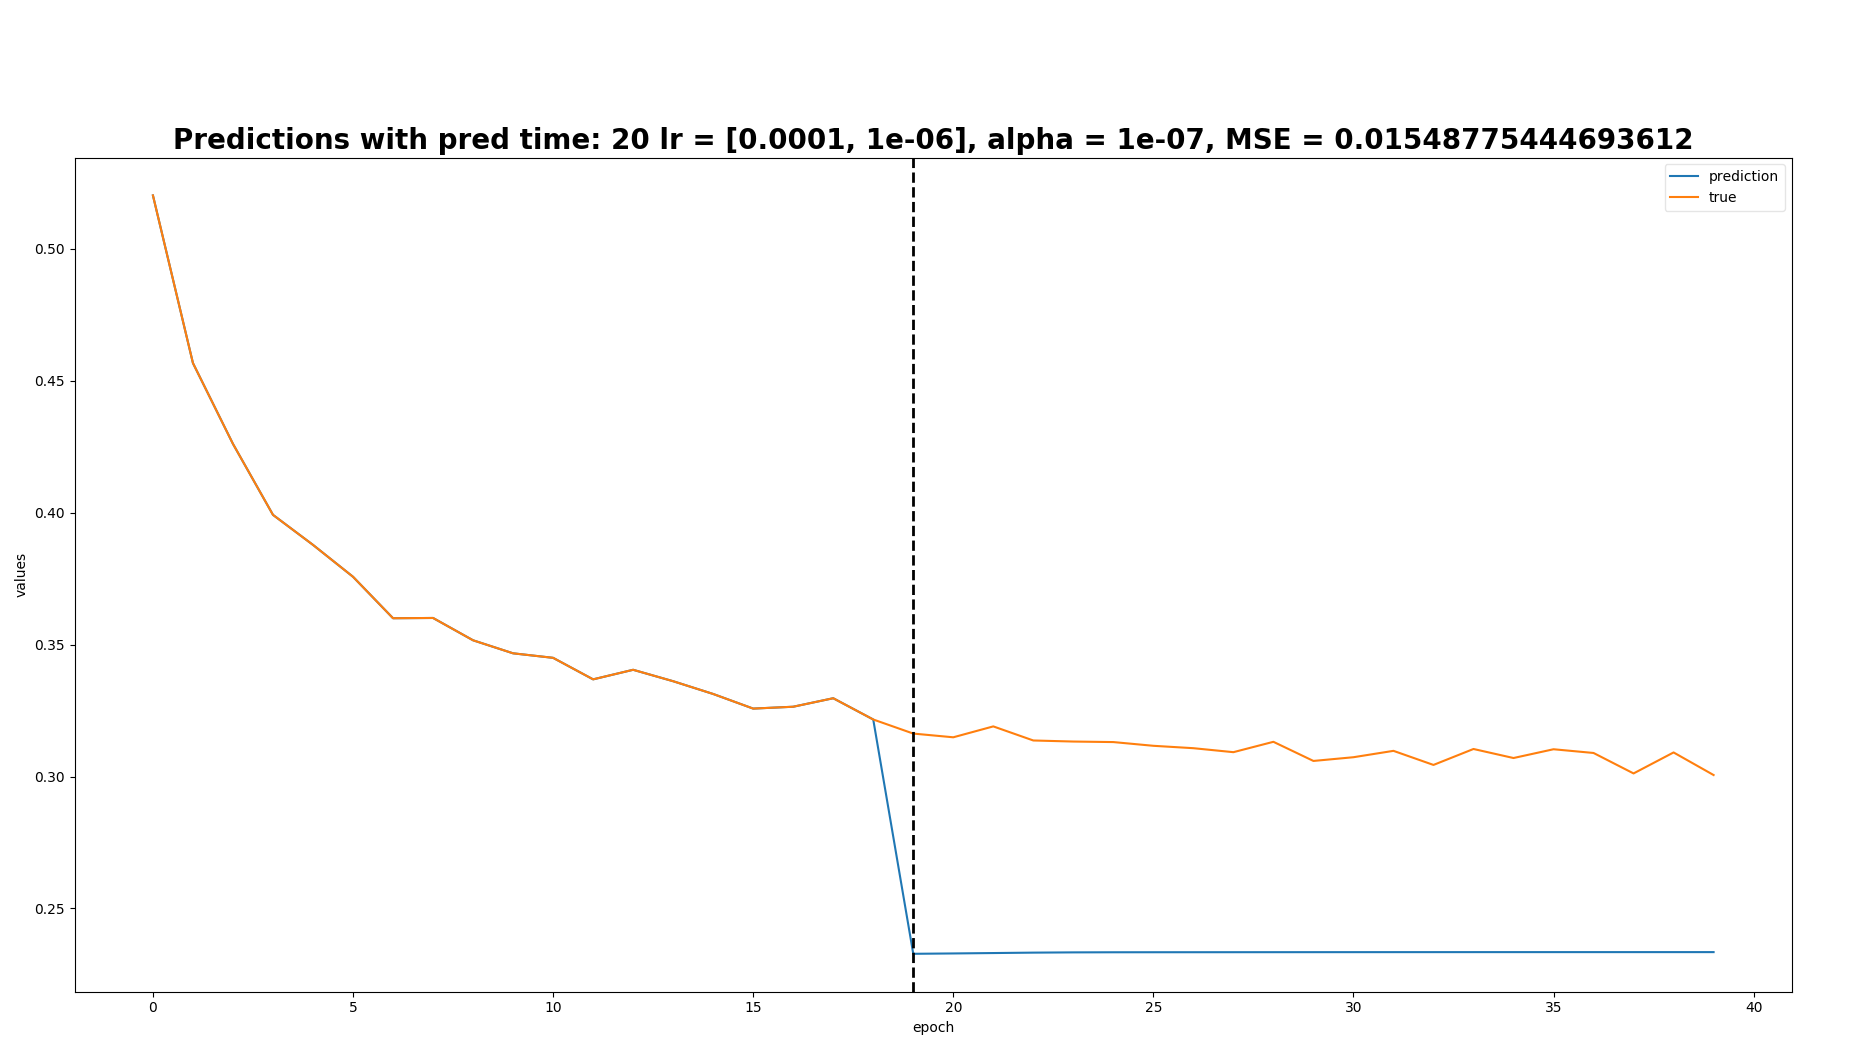 Predictions with pred time: 20 lr = [0.0001, 1e-06], alpha = 1e-07, MSE = 0.01548775444693612
prediction
true
0.50
0.45
0.40
0.35
0.30
0.25
values
0 5 10 15 20 25 30 35 40
epoch